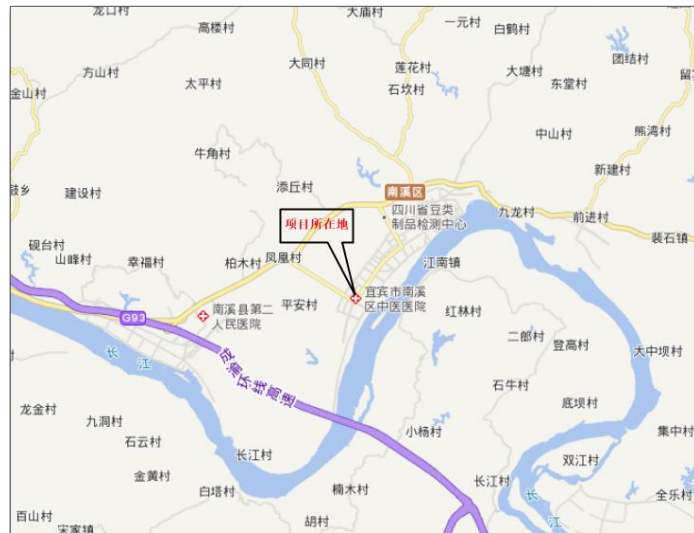 龙口村
大庙村
一元村
高楼村
白鹤村
团结村
大同村
莲花村
方山村
太平村
大塘村
石坎村
东堂村
金山村
熊湾村
中山村
牛角村
新建村
鼓乡
建设村
添丘村
南溪区
四川省豆类
制品检测中心
九龙村
前进村
项目所在地
裴石镇
砚台村
山峰村
幸福村
柏木村
凤凰村
江南镇
宜宾市南溪
区中医医院
G93
南溪县第二
人民医院
平安村
红林村
二郎村
登高村
大中坝村
长江
成渝环线高速
石牛村
底坝村
龙金村
九洞村
石云村
小杨村
集中村
长江村
双江村
金黄村
白塔村
楠木村
长江村
全乐村
长江
百山村
宋家镇
胡村